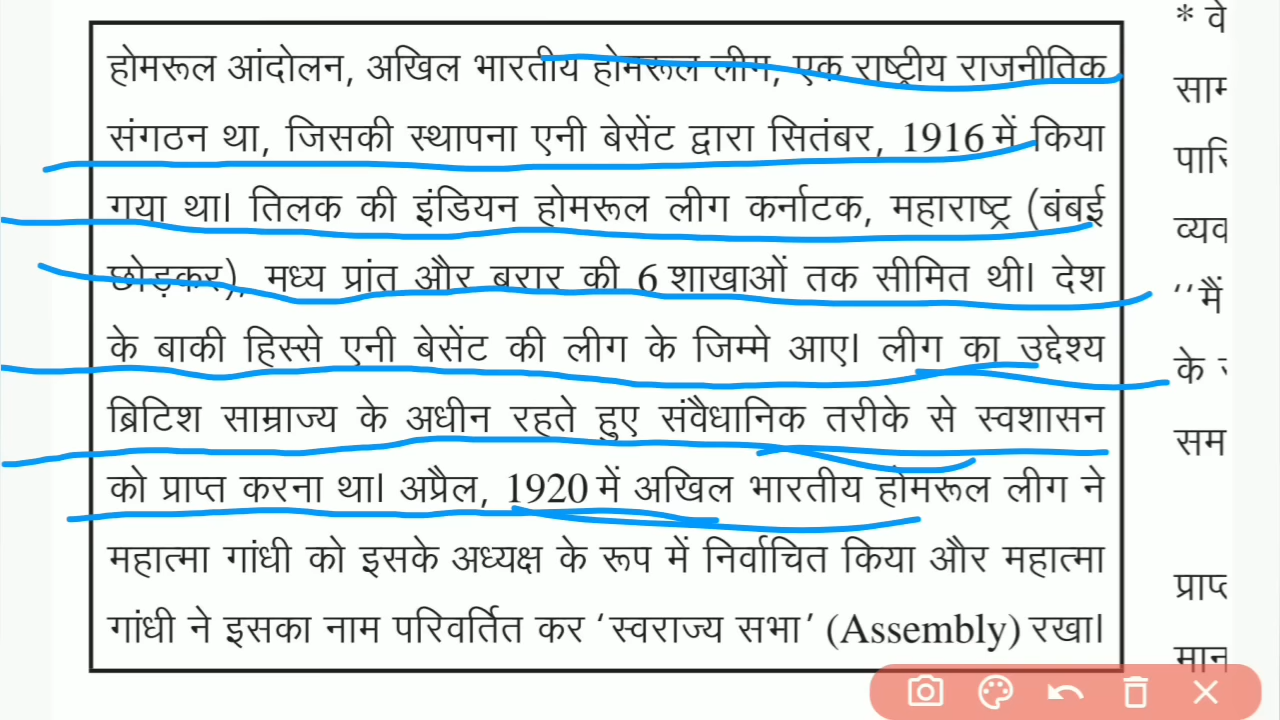 होमरूल आंदोलन, अखिल भारतीय होमरूल लीग, एक राष्ट्रीय राजनीतिक
संगठन था, जिसकी स्थापना एनी बेसेंट द्वारा सितंबर, 1916 में किया
गया था। तिलक की इंडियन होमरूल लीग कर्नाटक, महाराष्ट्र (बंबई
छोड़कर), मध्य प्रांत और बरार की 6 शाखाओं तक सीमित थी। देश
के बाकी हिस्से एनी बेसेंट की लीग के जिम्मे आए। लीग का उद्देश्य
ब्रिटिश साम्राज्य के अधीन रहते हुए संवैधानिक तरीके से स्वशासन
को प्राप्त करना था। अप्रैल, 1920 में अखिल भारतीय होमरूल लीग ने
महात्मा गांधी को इसके अध्यक्ष के रूप में निर्वाचित किया और महात्मा
गांधी ने इसका नाम परिवर्तित कर ‘स्वराज्य सभा’ (Assembly) रखा।
* वे
‘‘मैं
के
सम